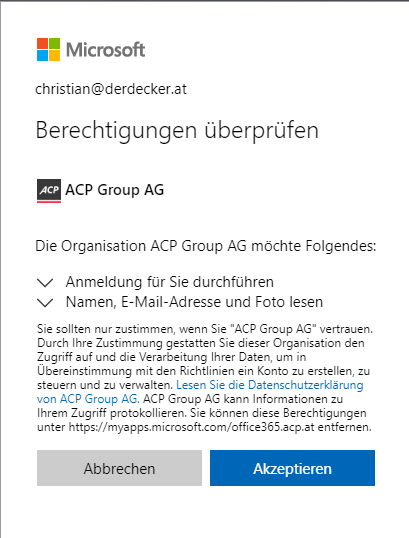 Microsoft
christian@derdecker.at
Berechtigungen überprüfen
ACP ACP Group AG
Die Organisation ACP Group AG möchte Folgendes:
Anmeldung für Sie durchführen
Namen, E-Mail-Adresse und Foto lesen
Sie sollten nur zustimmen, wenn Sie "ACP Group AG" vertrauen.
Durch Ihre Zustimmung gestatten Sie dieser Organisation den
Zugriff auf und die Verarbeitung Ihrer Daten, um in
Übereinstimmung mit den Richtlinien ein Konto zu erstellen, zu
steuern und zu verwalten. Lesen Sie die Datenschutzerklärung
von ACP Group AG. ACP Group AG kann Informationen zu
Ihrem Zugriff protokollieren. Sie können diese Berechtigungen
unter https://myapps.microsoft.com/office365.acp.at entfernen.
Abbrechen Akzeptieren